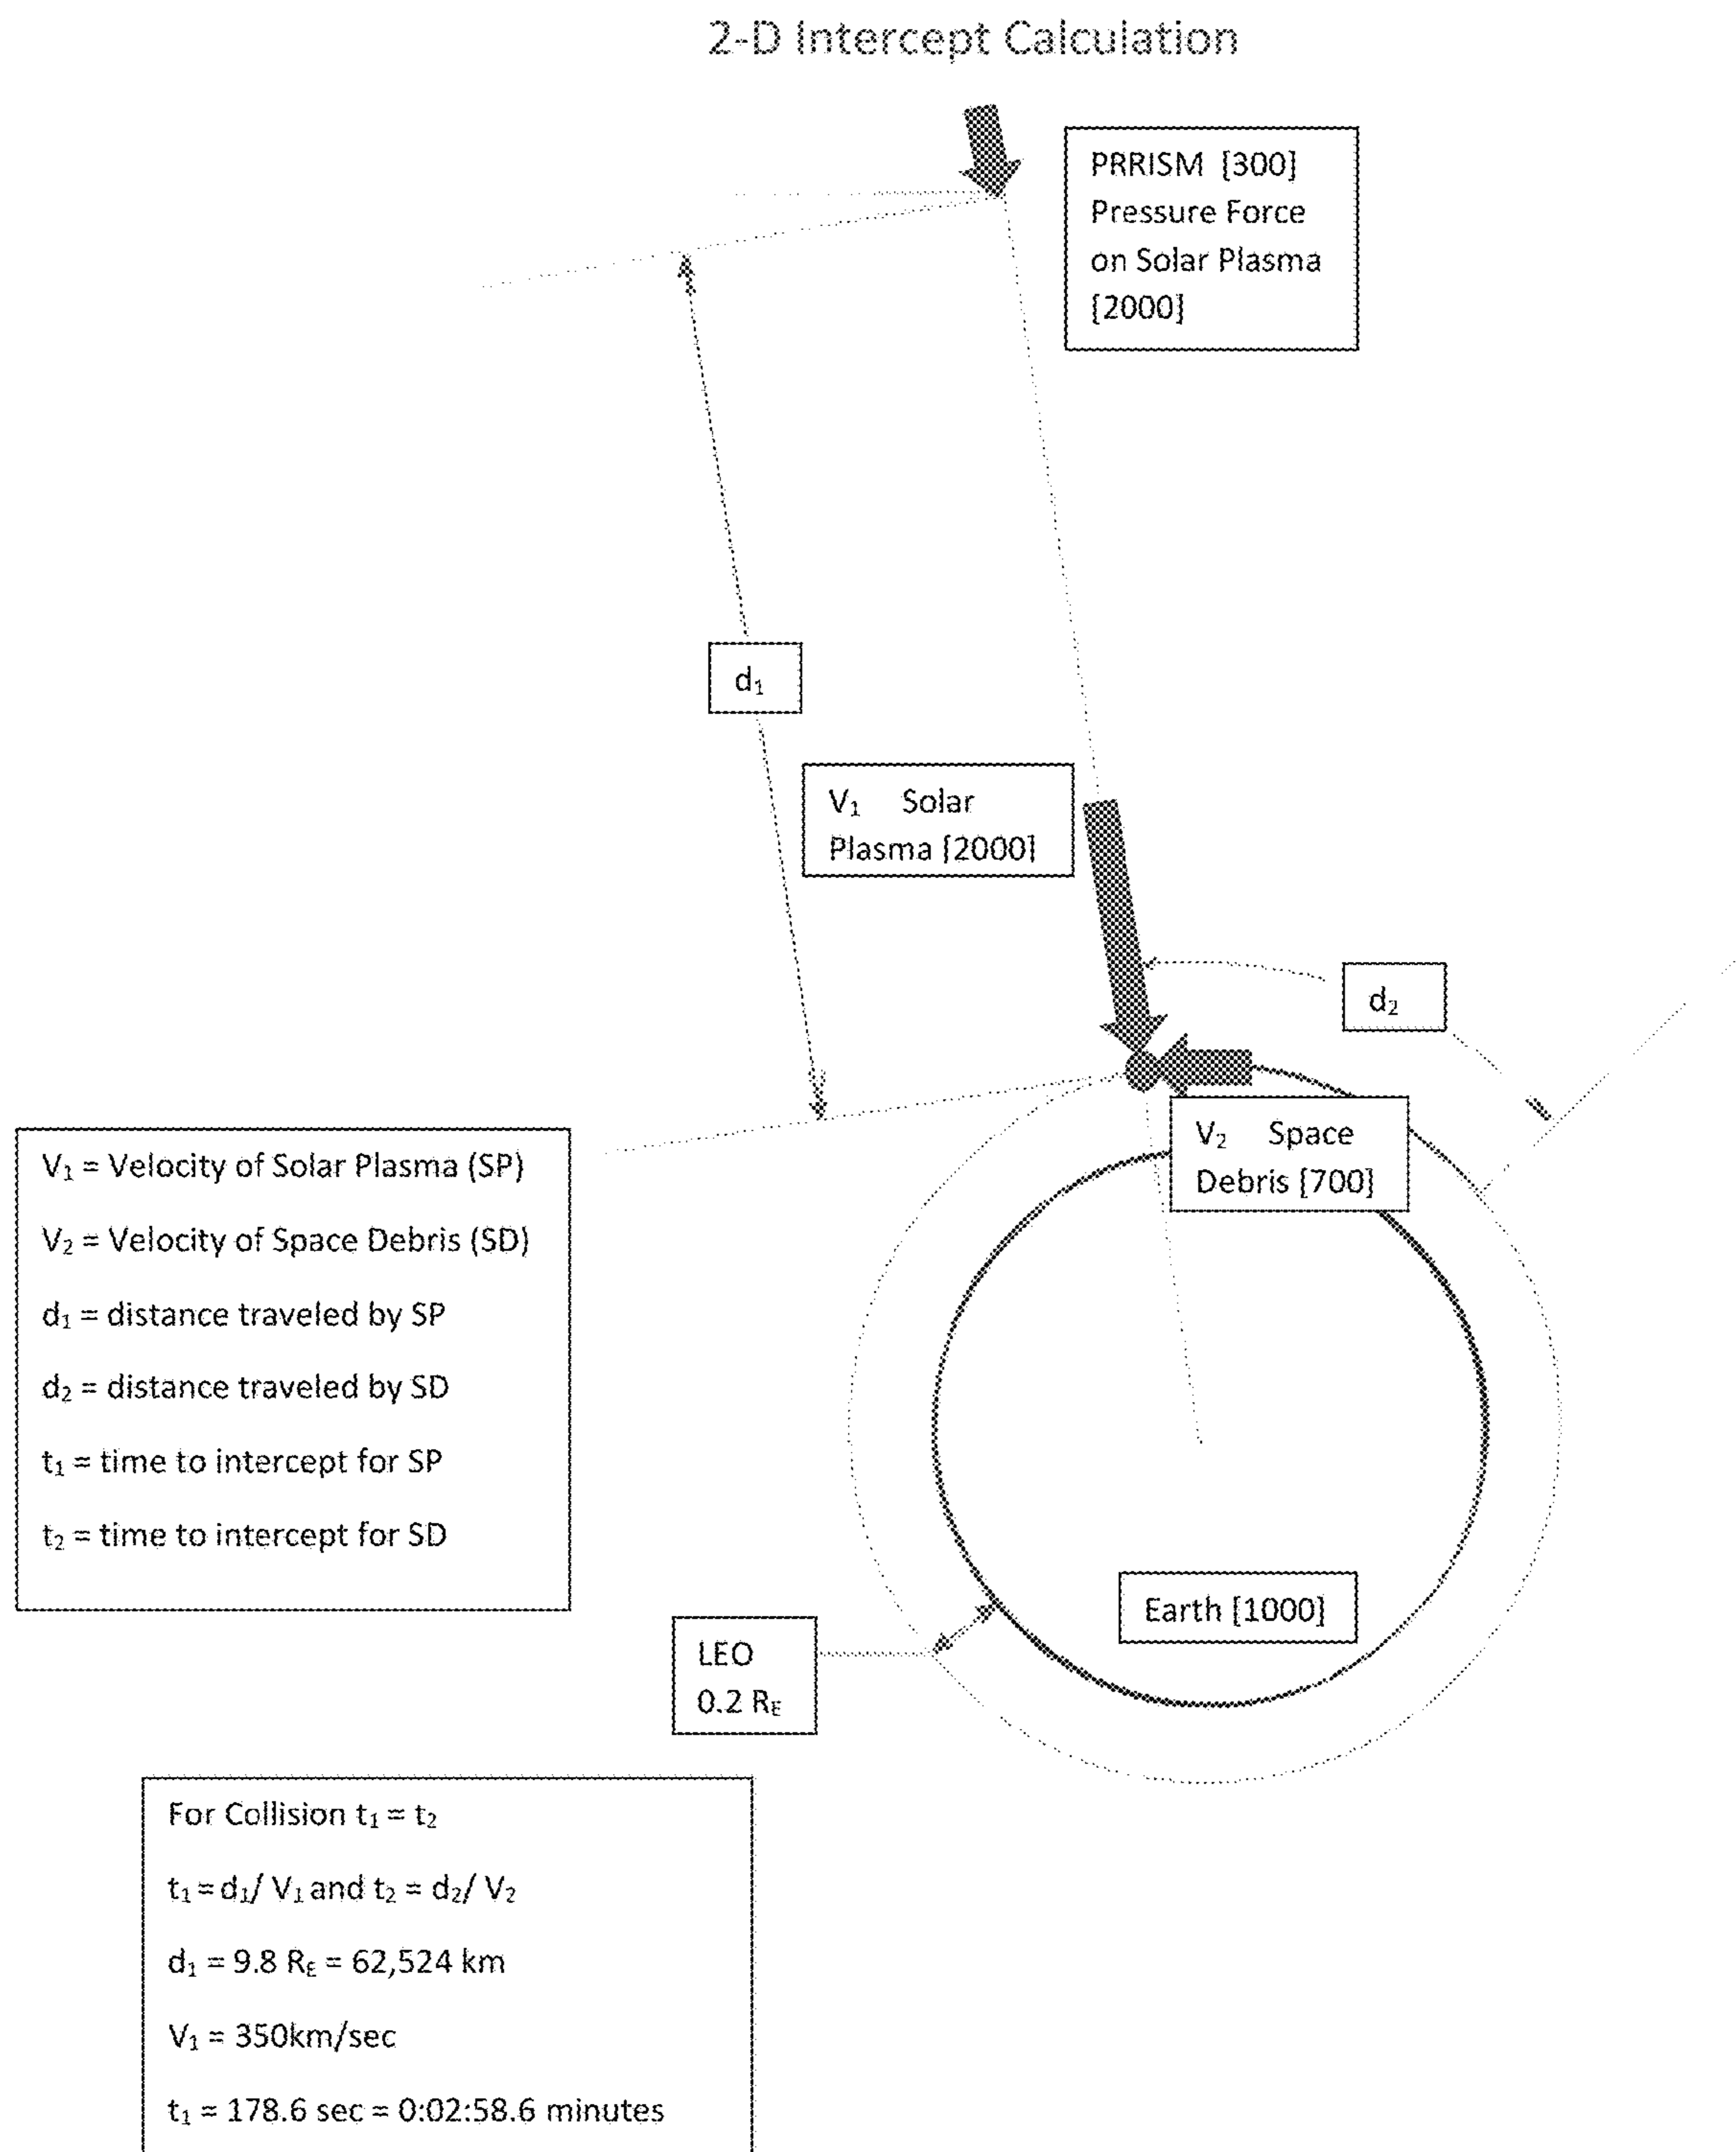 2-D Intercept Calculation
PRRISM [300]
Pressure Force
on Solar Plasma
[2000]
d₁
V₁ Solar
Plasma [2000]
d₂
V₂ Space
Debris [700]
V₁ = Velocity of Solar Plasma (SP)
V₂ = Velocity of Space Debris (SD)
d₁ = distance traveled by SP
d₂ = distance traveled by SD
t₁ = time to intercept for SP
t₂ = time to intercept for SD
Earth [1000]
LEO
0.2 R_E
For Collision t₁ = t₂
t₁ = d₁/ V₁ and t₂ = d₂/ V₂
d₁ = 9.8 R_E = 62,524 km
V₁ = 350km/sec
t₁ = 178.6 sec = 0:02:58.6 minutes